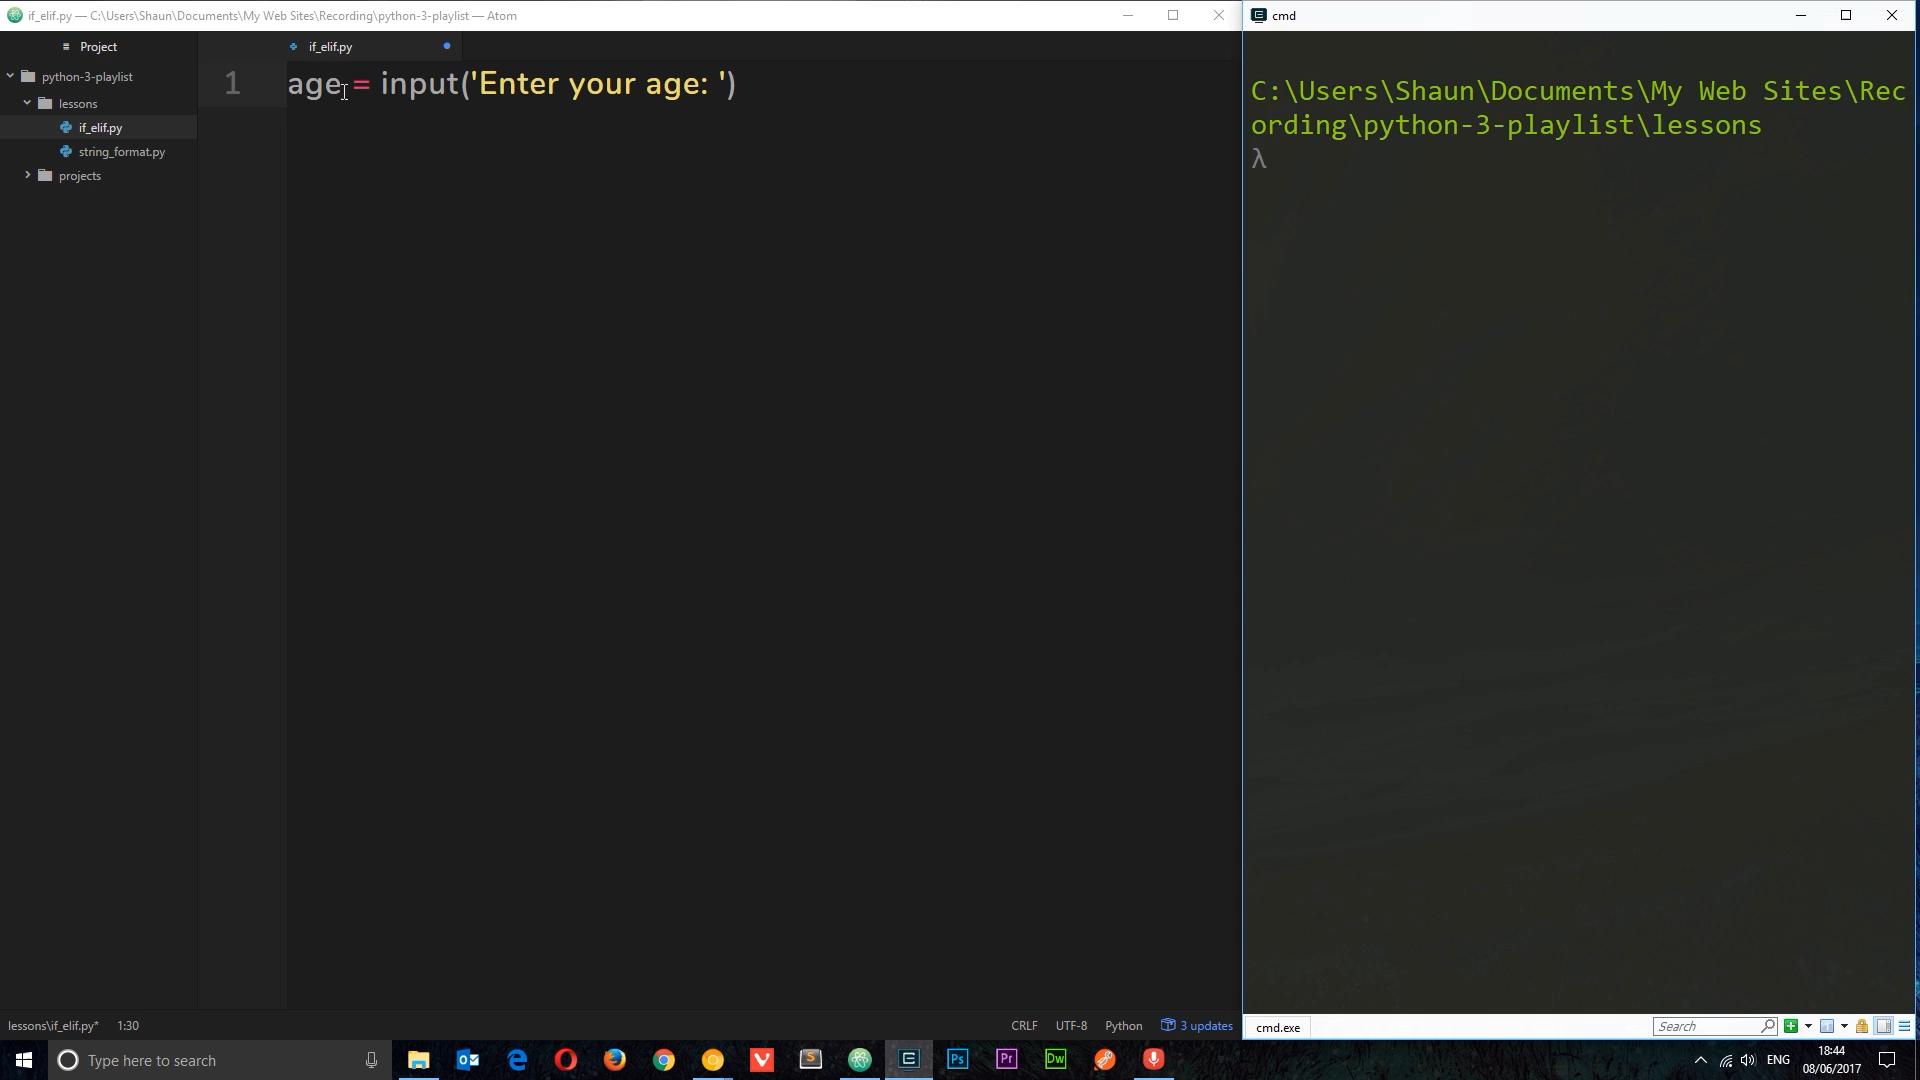 if_elif.py — C:\Users\Shaun\Documents\My Web Sites\Recording\python-3-playlist — Atom
Project
python-3-playlist
lessons
if_elif.py
string_format.py
projects
if_elif.py
1 age = input('Enter your age: ')
lessons\if_elif.py* 1:30
CRLF UTF-8 Python 3 updates
cmd
C:\Users\Shaun\Documents\My Web Sites\Rec
ording\python-3-playlist\lessons
λ
cmd.exe
Search
Type here to search
S
Ps
Pr
Dw
ENG
18:44
08/06/2017